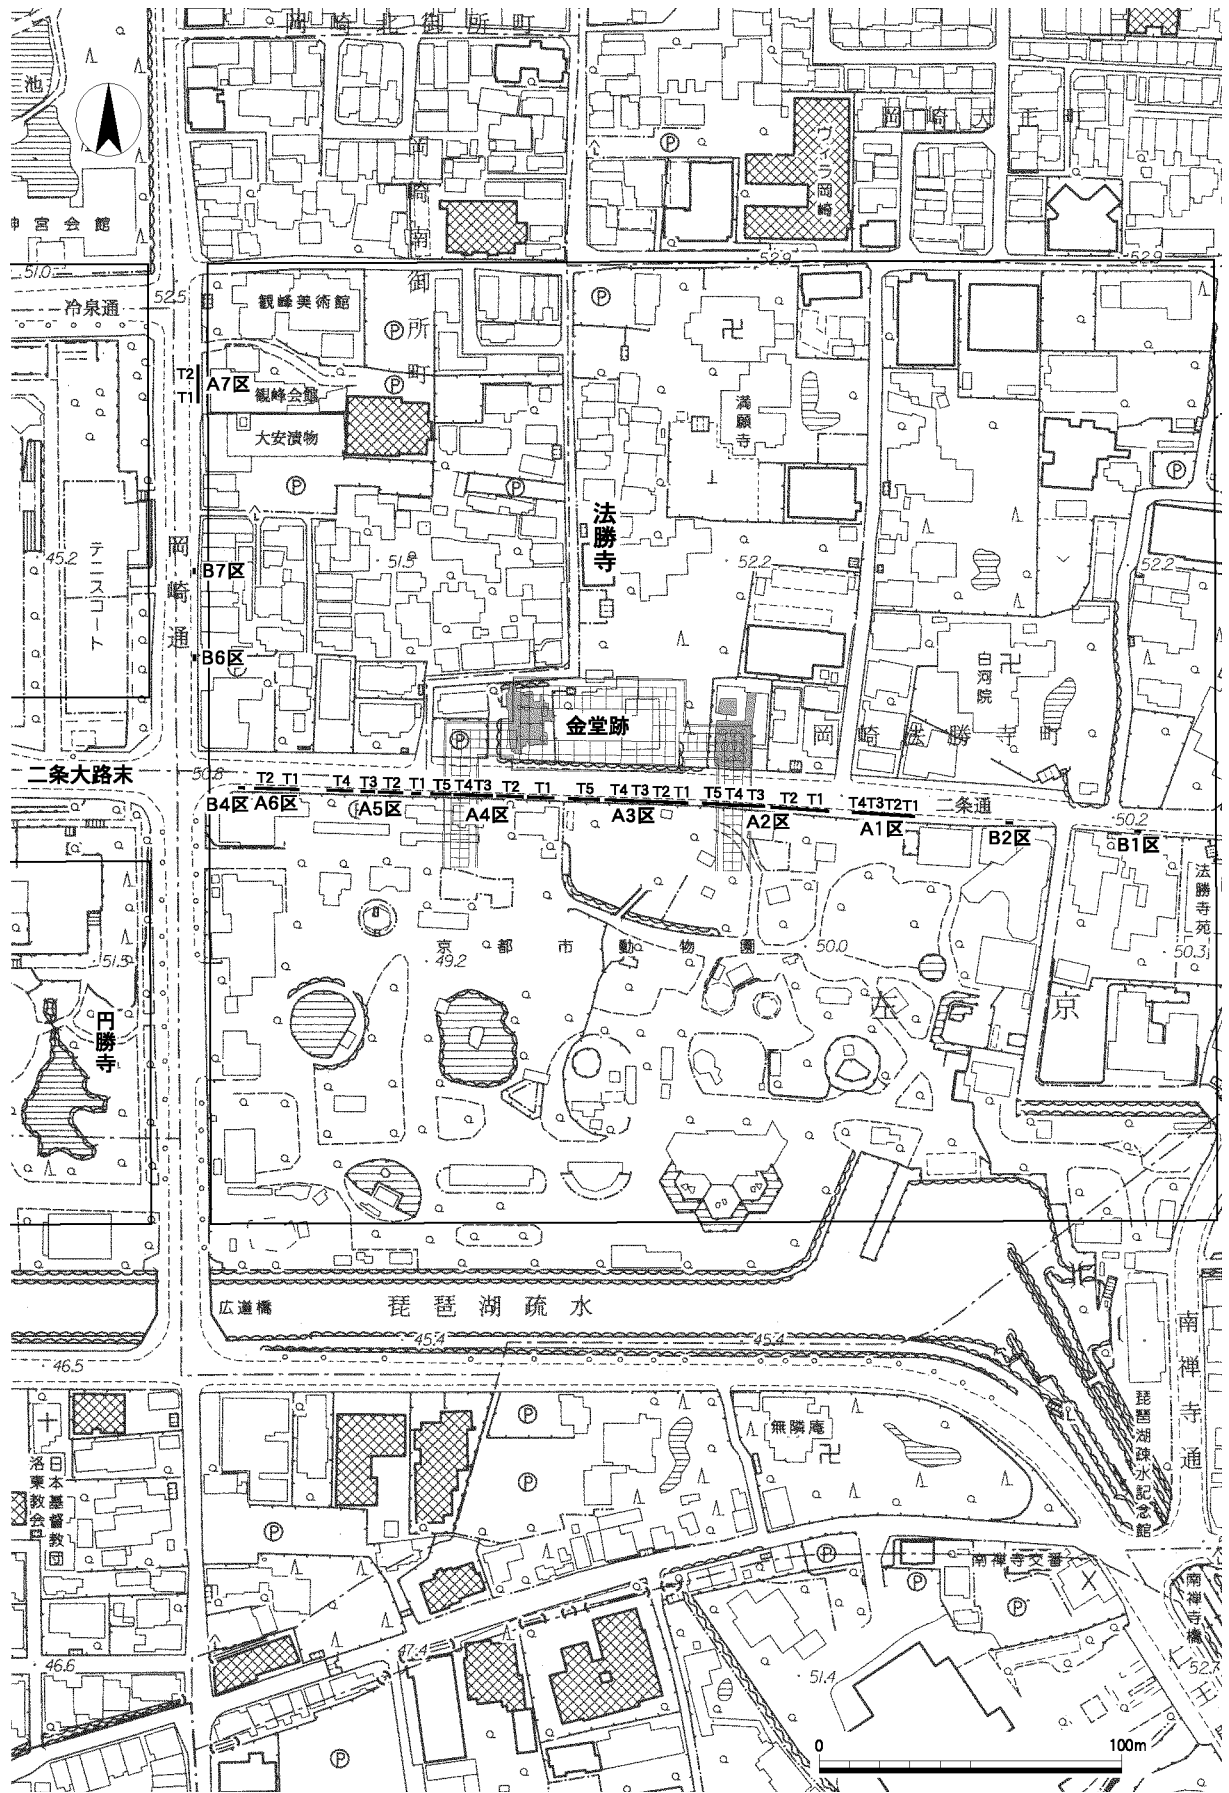 岡崎北御所町
池
神宮会館
岡崎南御所町
ヴィラ岡崎
岡崎天王町
51.0
52.5
52.9
52.9
冷泉通
観峰美術館
T2
T1
A7区
観峰会館
大安漬物
満願寺
法勝寺
テニスコート
45.2
岡崎通
B7区
51.5
52.2
52.2
B6区
白河院
金堂跡
岡崎法勝寺町
二条大路末
50.8
T2 T1 T4 T3 T2 T1 T5 T4 T3 T2 T1 T5 T4 T3 T2 T1 T5 T4 T3 T2 T1 T4 T3 T2 T1
B4区 A6区 A5区 A4区 A3区 A2区 A1区 B2区 B1区
二条通
50.2
法勝寺苑
京都市動物園
49.2
50.0
50.3
51.5
左京
円勝寺
広道橋
琵琶湖疏水
45.4
45.4
46.5
南禅寺通
琵琶湖疎水記念館
無隣庵
日本基督教団
洛東教会
南禅寺交番
南禅寺橋
47.4
46.6
51.4
52.7
0
100m